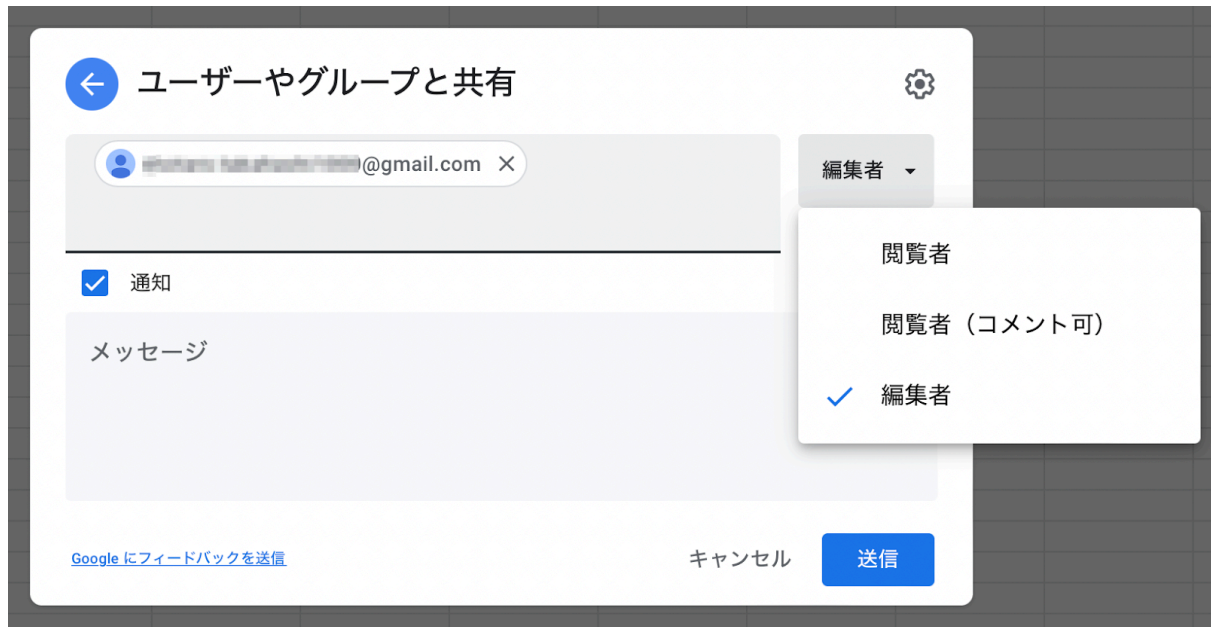 ユーザーやグループと共有
@gmail.com
編集者
閲覧者
閲覧者（コメント可）
編集者
通知
メッセージ
Google にフィードバックを送信
キャンセル
送信